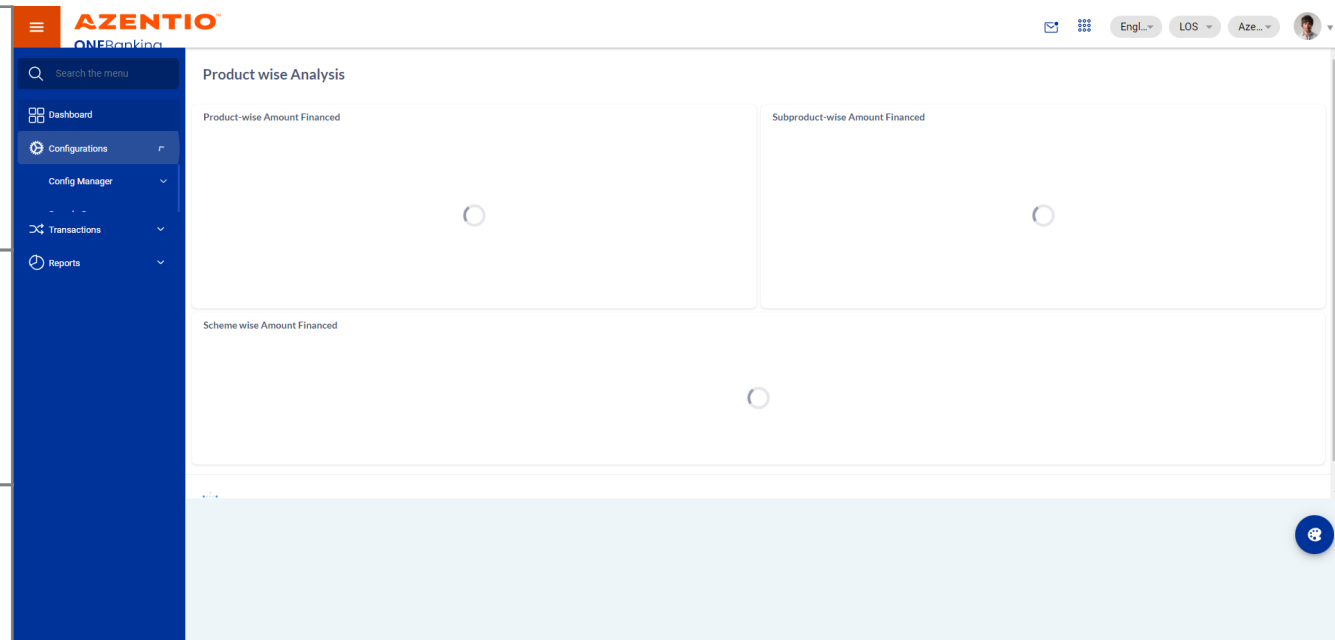 AZENTIO
ONEBanking
Engl...
LOS
Aze...
Search the menu
Product wise Analysis
Dashboard
Product-wise Amount Financed
Subproduct-wise Amount Financed
Configurations
Config Manager
Transactions
Reports
Scheme wise Amount Financed